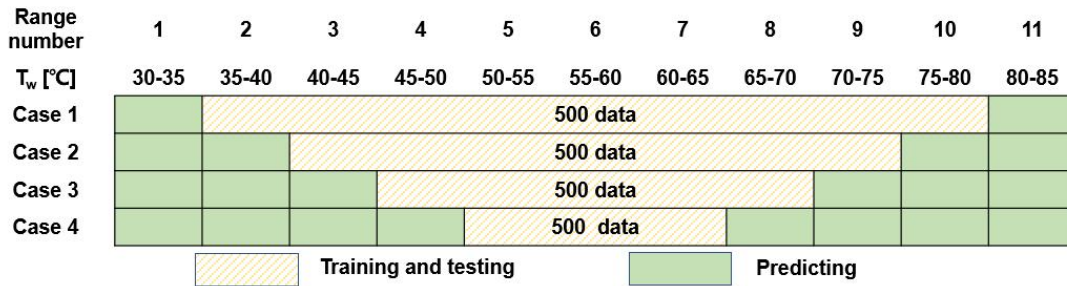 Range number 1 2 3 4 5 6 7 8 9 10 11
T_w [℃] 30-35 35-40 40-45 45-50 50-55 55-60 60-65 65-70 70-75 75-80 80-85
Case 1 500 data
Case 2 500 data
Case 3 500 data
Case 4 500 data
Training and testing Predicting